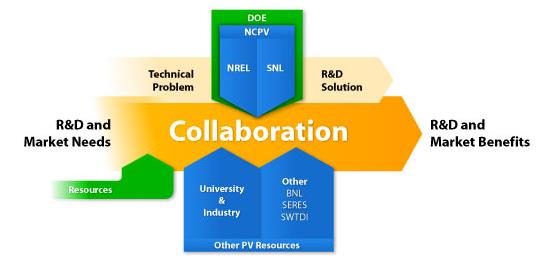 DOE
NCPV
NREL
SNL
Technical
Problem
R&D
Solution
R&D and
Market Needs
Collaboration
R&D and
Market Benefits
Resources
University
&
Industry
Other
BNL
SERES
SWTDI
Other PV Resources